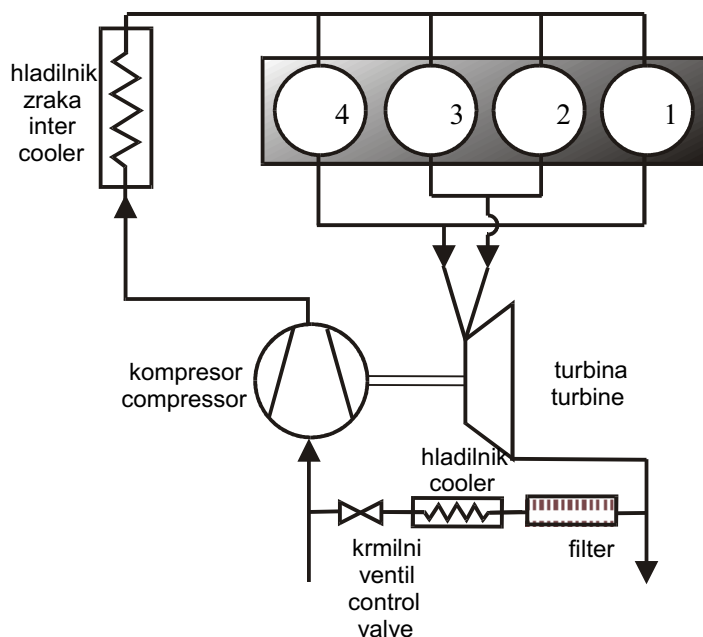 hladilnik
zraka
inter
cooler
4 3 2 1
kompresor
compressor
turbina
turbine
hladilnik
cooler
krmilni
ventil
control
valve
filter